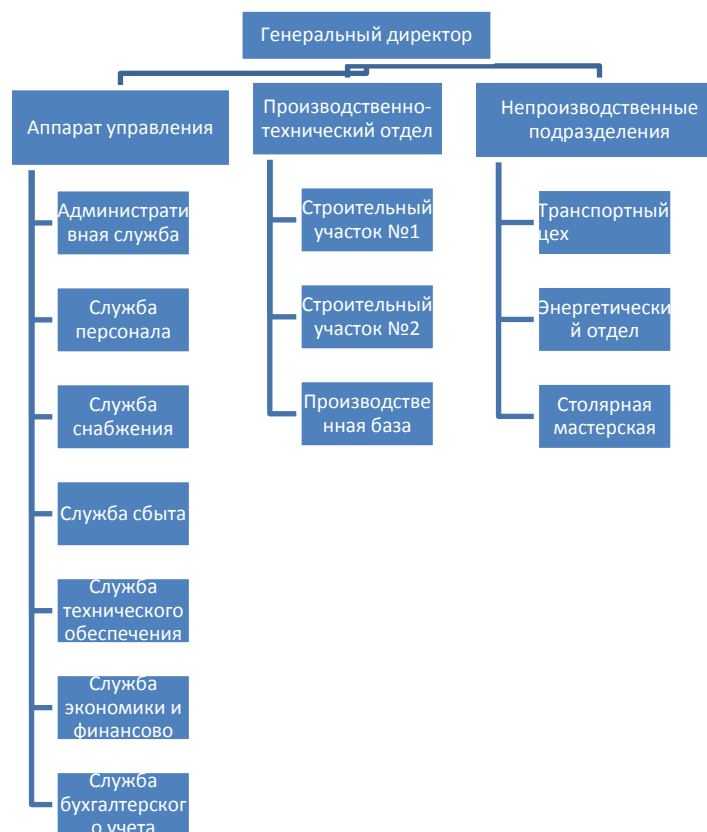 Генеральный директор
Аппарат управления
Производственно-
технический отдел
Непроизводственные
подразделения
Административ
вная служба
Служба
персонала
Служба
снабжения
Служба сбыта
Служба
технического
обеспечения
Служба
экономики и
финансово
Служба
бухгалтерског
о учета
Строительный
участок №1
Строительный
участок №2
Производстве
нная база
Транспортный
цех
Энергетически
й отдел
Столярная
мастерская